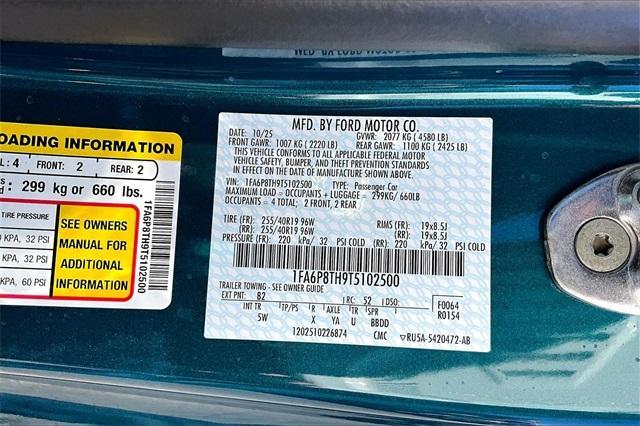 MFD. BY FORD MOTOR CO.
DATE: 10/25 GVWR: 2077 KG ( 4580 LB)
FRONT GAWR: 1007 KG ( 2220 LB) REAR GAWR: 1100 KG ( 2425 LB)
THIS VEHICLE CONFORMS TO ALL APPLICABLE FEDERAL MOTOR
VEHICLE SAFETY, BUMPER, AND THEFT PREVENTION STANDARDS
IN EFFECT ON THE DATE OF MANUFACTURE SHOWN ABOVE.
VIN: 1FA6P8TH9T5102500 TYPE: Passenger Car
MAXIMUM LOAD = OCCUPANTS + LUGGAGE = 299KG/ 660LB
OCCUPANTS = 4 TOTAL, 2 FRONT, 2 REAR
TIRE (FR): 255/40R19 96W RIMS (FR): 19x8.5J
RR: 255/40R19 96W RR: 19x8.5J
PRESSURE (FR): kPa/PSI 220 kPa/ 32 PSI COLD RR: 220 kPa/ 32 PSI COLD
1FA6P8TH9T5102500
TRAILER TOWING - SEE OWNER GUIDE
EXT PNT: B2 RC: 52 DSO: F0064
INT TR TP/PS R AXLE TR SPR R0154
5W X YA U BBDD
1202510226874 CMC RU5A-5420472-AB
OADING INFORMATION
L: 4 FRONT: 2 REAR: 2
: 299 kg or 660 lbs.
TIRE PRESSURE SEE OWNERS
KPA, 32 PSI MANUAL FOR
KPA, 32 PSI ADDITIONAL
KPA, 60 PSI INFORMATION
1FA6P8TH9T5102500